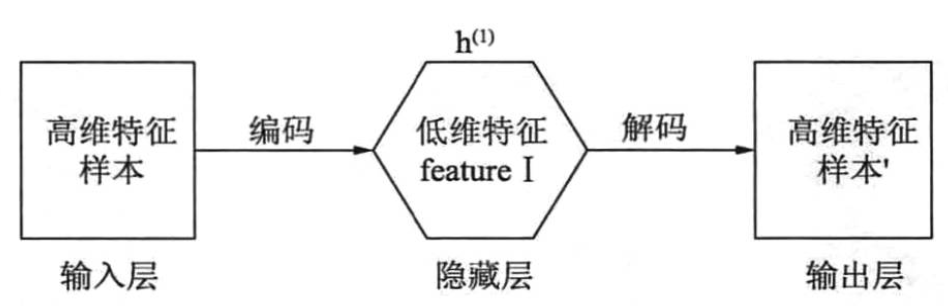 h(1)
高维特征
样本
编码
低维特征
feature I
解码
高维特征
样本'
输入层
隐藏层
输出层